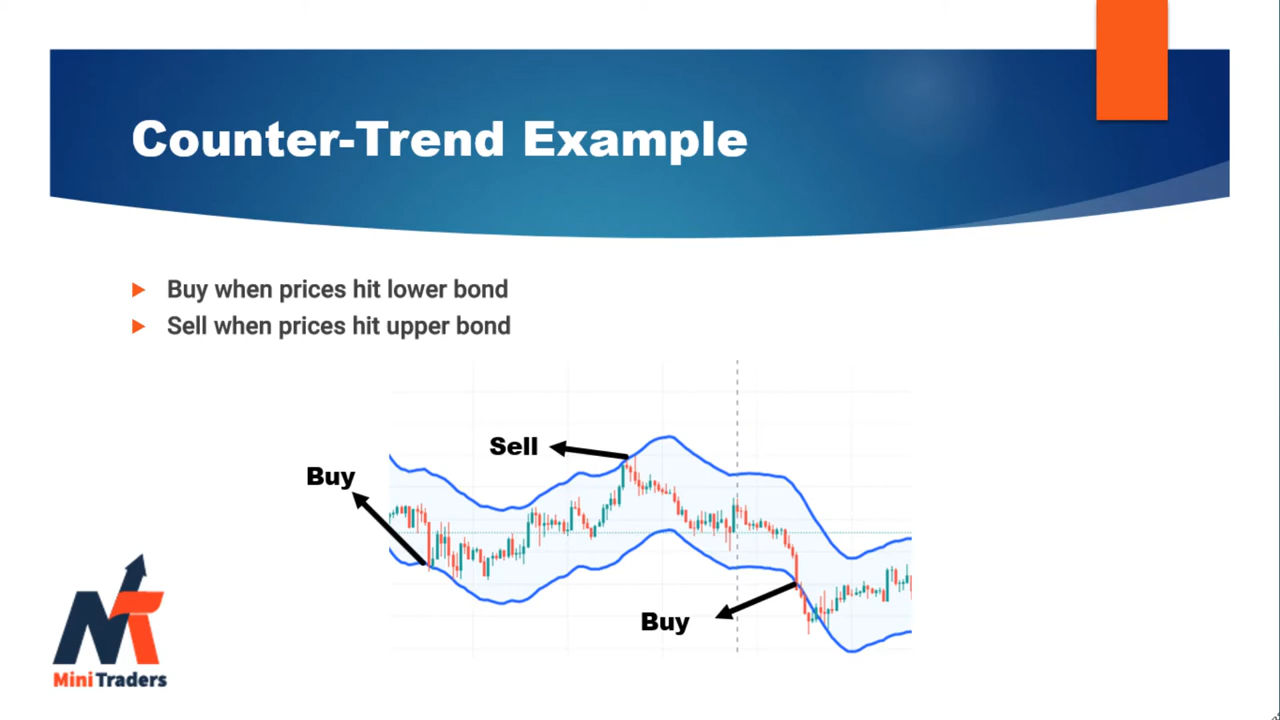 Counter-Trend Example
Buy when prices hit lower bond
Sell when prices hit upper bond
Sell
Buy
Buy
MT
Mini Traders